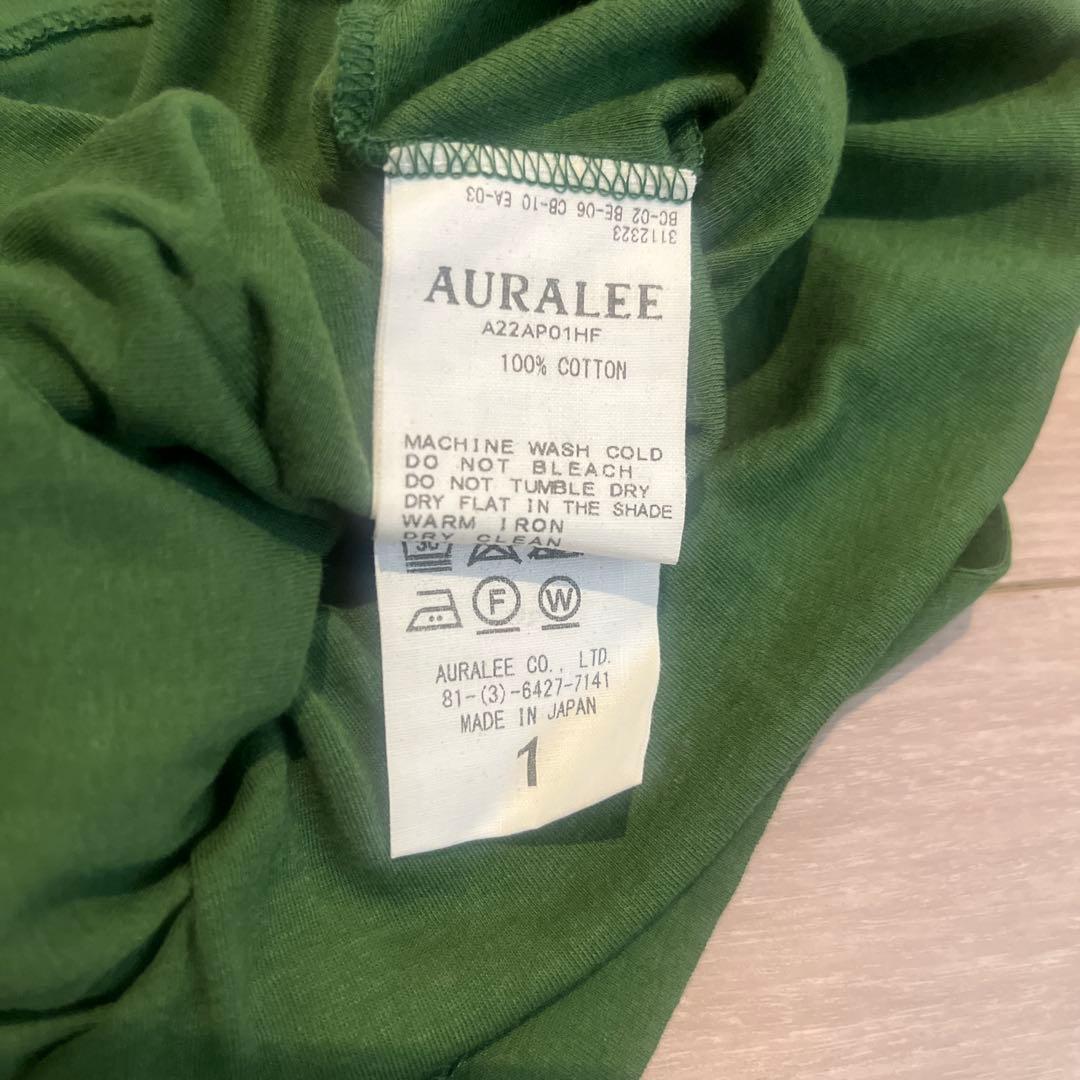 3112323
BC-02 BE-06 CB-10 EA-03
AURALEE
A22AP01HF
100% COTTON
MACHINE WASH COLD
DO NOT BLEACH
DO NOT TUMBLE DRY
DRY FLAT IN THE SHADE
WARM IRON
DRY CLEAN
30
F W
AURALEE CO., LTD.
81-(3)-6427-7141
MADE IN JAPAN
1